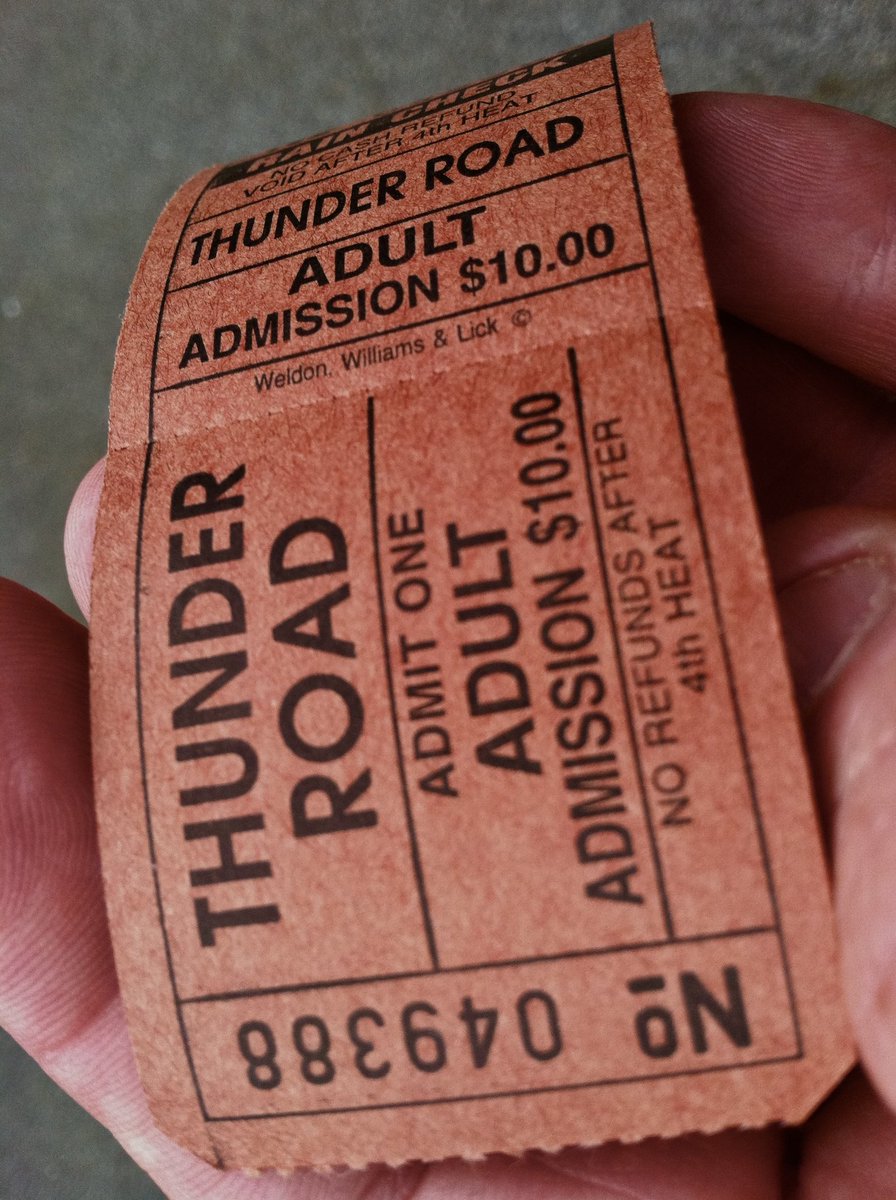 RAIN CHECK
NO CASH REFUND
VOID AFTER 4th HEAT
THUNDER ROAD
ADULT
ADMISSION $10.00
Weldon, Williams & Lick ©
THUNDER
ROAD
ADMIT ONE
ADULT
ADMISSION $10.00
NO REFUNDS AFTER
4th HEAT
No 049388